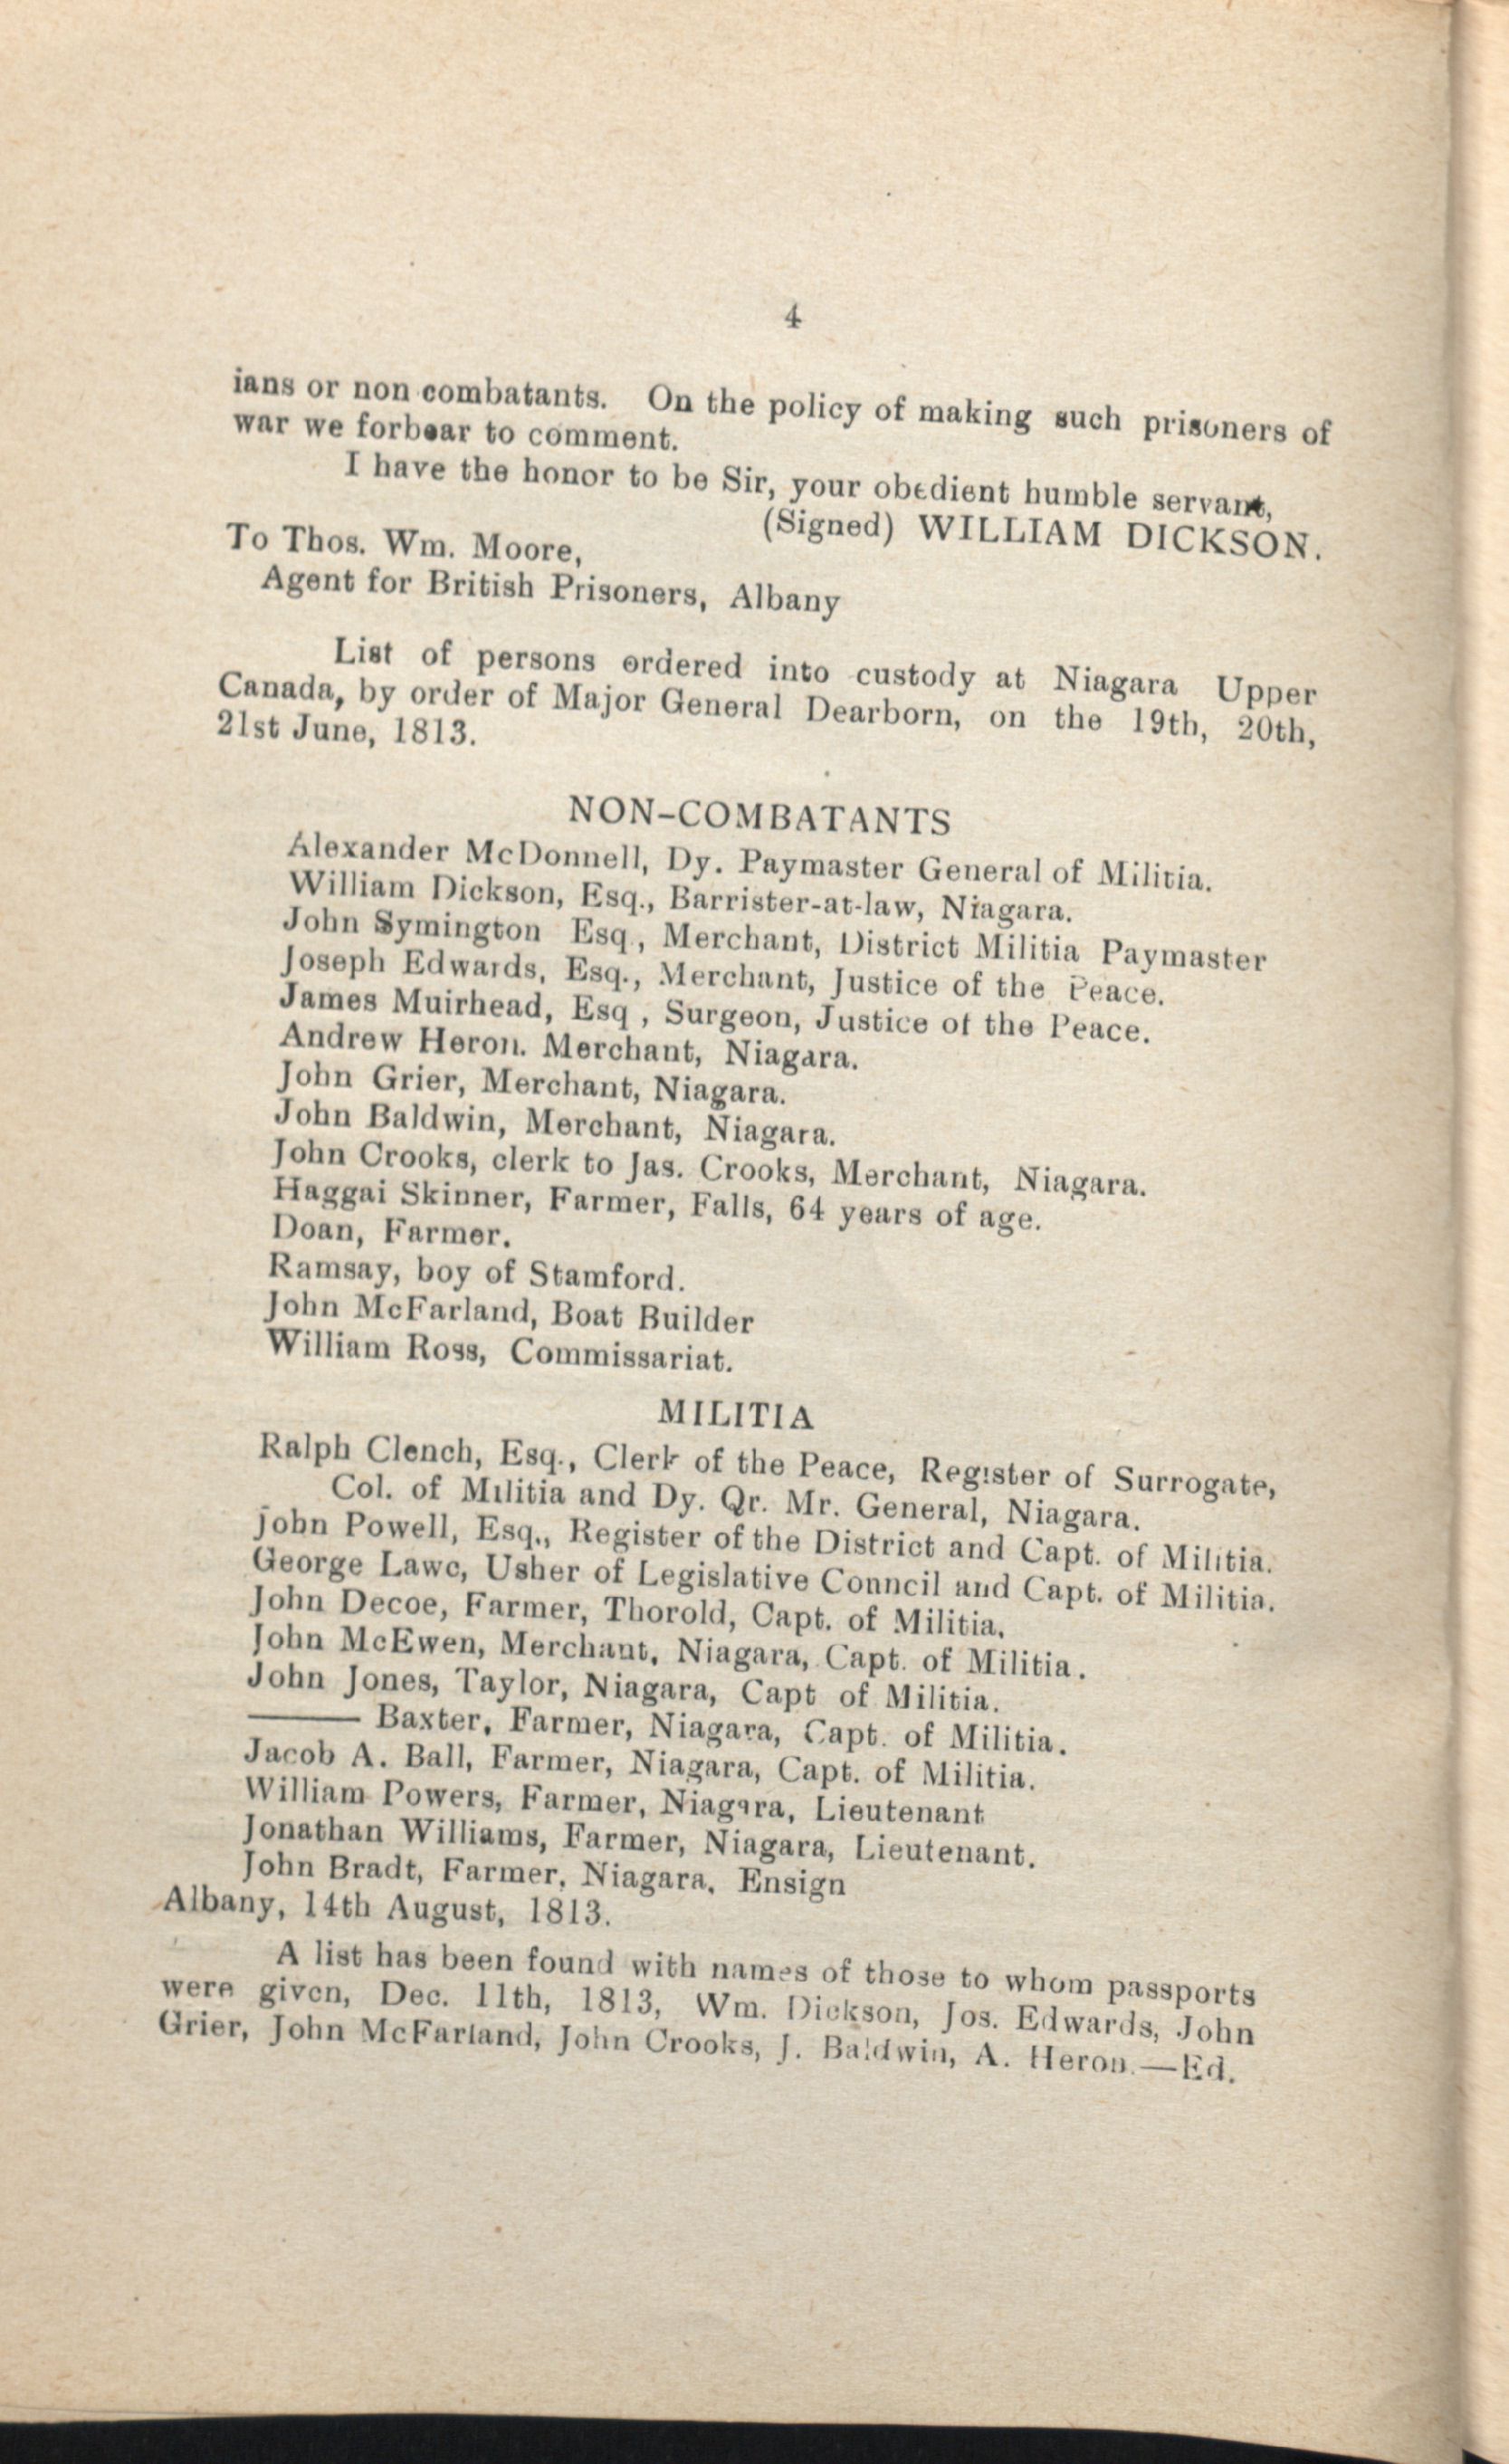 4
ians or non combatants. On the policy of making such prisoners of
war we forbear to comment.
I have the honor to be Sir, your obedient humble servant,
(Signed) WILLIAM DICKSON.
To Thos. Wm. Moore,
Agent for British Prisoners, Albany
List of persons ordered into custody at Niagara Upper
Canada, by order of Major General Dearborn, on the 19th, 20th,
21st June, 1813.
NON-COMBATANTS
Alexander McDonnell, Dy. Paymaster General of Militia.
William Dickson, Esq., Barrister-at-law, Niagara.
John Symington Esq., Merchant, District Militia Paymaster
Joseph Edwards, Esq., Merchant, Justice of the Peace.
James Muirhead, Esq , Surgeon, Justice of the Peace.
Andrew Heron. Merchant, Niagara.
John Grier, Merchant, Niagara.
John Baldwin, Merchant, Niagara.
John Crooks, clerk to Jas. Crooks, Merchant, Niagara.
Haggai Skinner, Farmer, Falls, 64 years of age.
Doan, Farmer.
Ramsay, boy of Stamford.
John McFarland, Boat Builder
William Ross, Commissariat.
MILITIA
Ralph Clench, Esq., Clerk of the Peace, Register of Surrogate,
Col. of Militia and Dy. Qr. Mr. General, Niagara.
John Powell, Esq., Register of the District and Capt. of Militia.
George Lawc, Usher of Legislative Conncil and Capt. of Militia.
John Decoe, Farmer, Thorold, Capt. of Militia.
John McEwen, Merchant, Niagara, Capt. of Militia.
John Jones, Taylor, Niagara, Capt of Militia.
——— Baxter, Farmer, Niagara, Capt. of Militia.
Jacob A. Ball, Farmer, Niagara, Capt. of Militia.
William Powers, Farmer, Niagara, Lieutenant
Jonathan Williams, Farmer, Niagara, Lieutenant.
John Bradt, Farmer, Niagara, Ensign
Albany, 14th August, 1813.
A list has been found with names of those to whom passports
were given, Dec. 11th, 1813, Wm. Dickson, Jos. Edwards, John
Grier, John McFarland, John Crooks, J. Baldwin, A. Heron.—Ed.